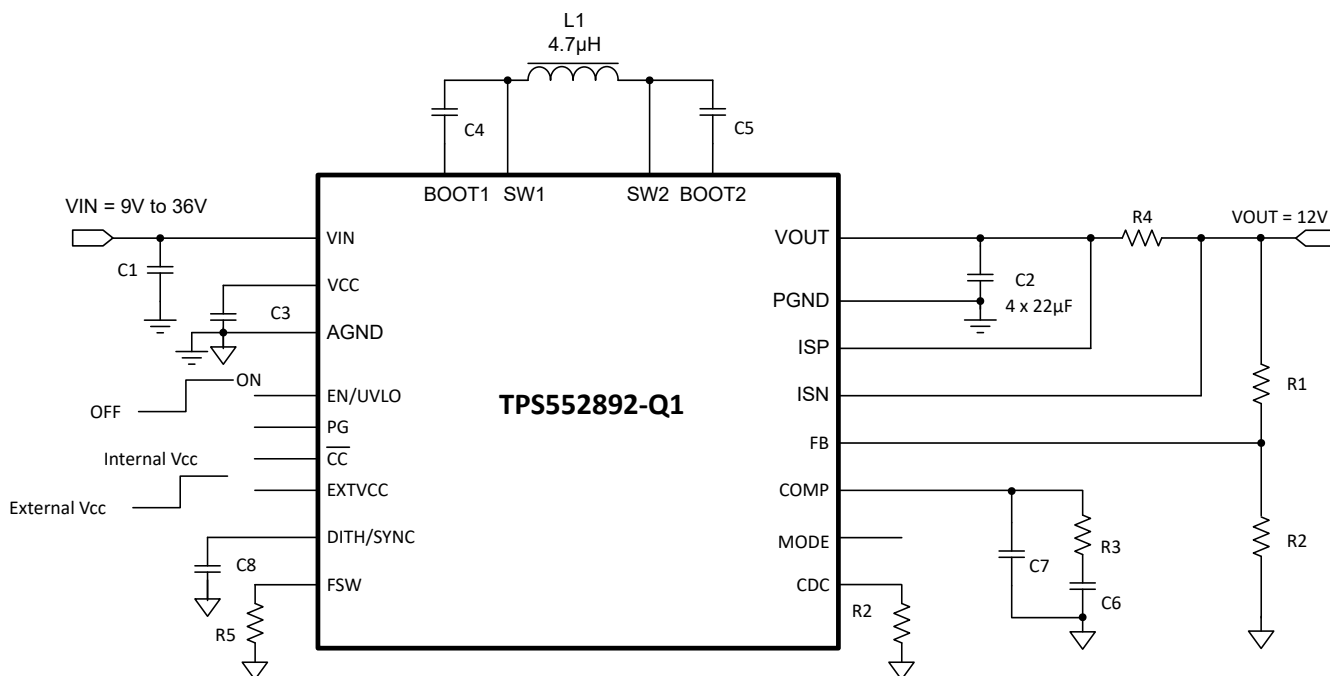 L1
4.7µH
C4
C5
BOOT1
SW1
SW2
BOOT2
VIN = 9V to 36V
C1
VIN
VCC
C3
AGND
ON
OFF
EN/UVLO
PG
Internal Vcc
CC
EXTVCC
External Vcc
DITH/SYNC
C8
FSW
R5
TPS552892-Q1
VOUT
R4
VOUT = 12V
C2
4 x 22µF
PGND
ISP
ISN
R1
FB
COMP
MODE
R3
R2
C7
C6
CDC
R2